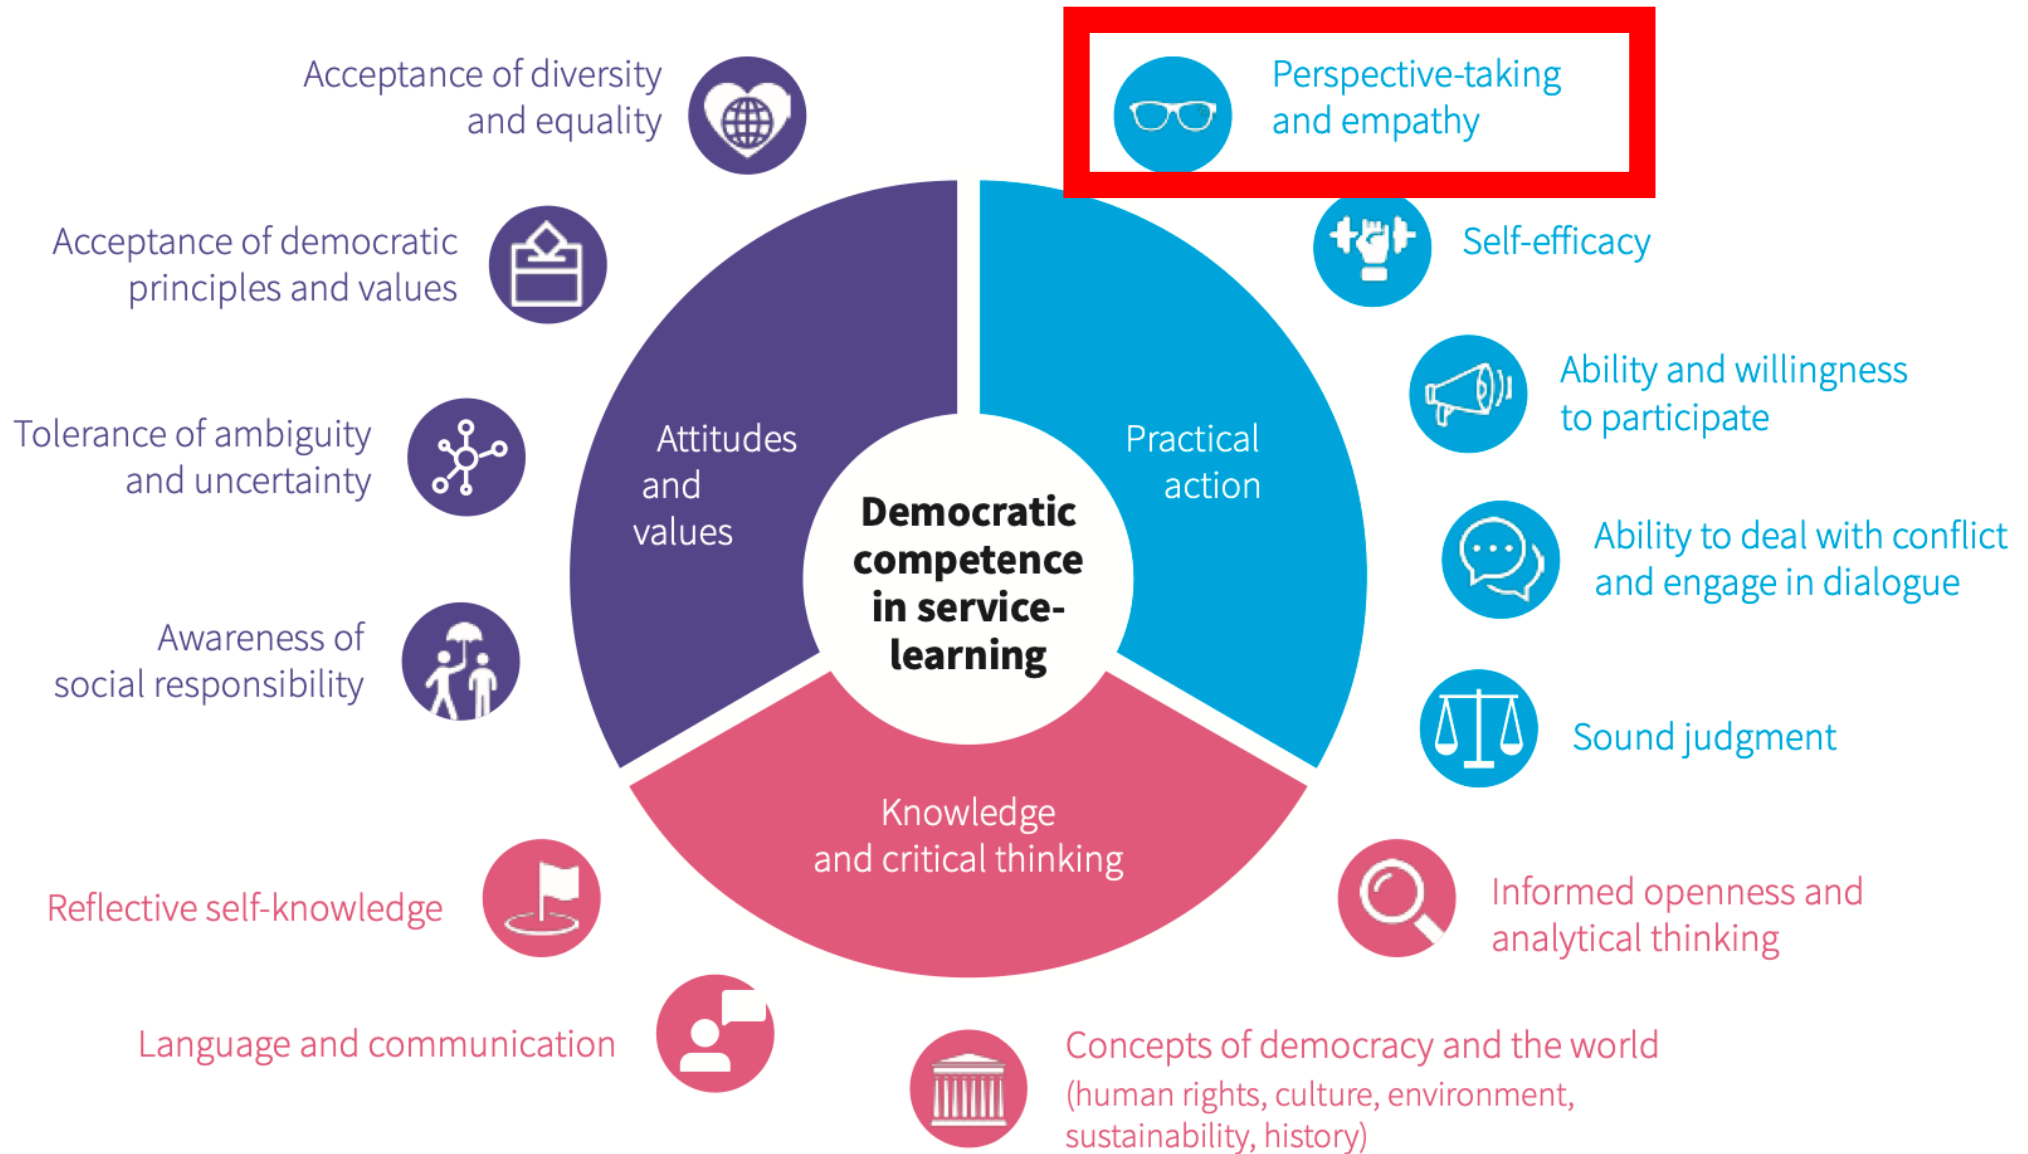 Acceptance of diversity
and equality
Acceptance of democratic
principles and values
Tolerance of ambiguity
and uncertainty
Awareness of
social responsibility
Attitudes
and
values
Perspective-taking
and empathy
Self-efficacy
Ability and willingness
to participate
Ability to deal with conflict
and engage in dialogue
Sound judgment
Practical
action
Democratic
competence
in service-
learning
Knowledge
and critical thinking
Reflective self-knowledge
Language and communication
Informed openness and
analytical thinking
Concepts of democracy and the world
(human rights, culture, environment,
sustainability, history)